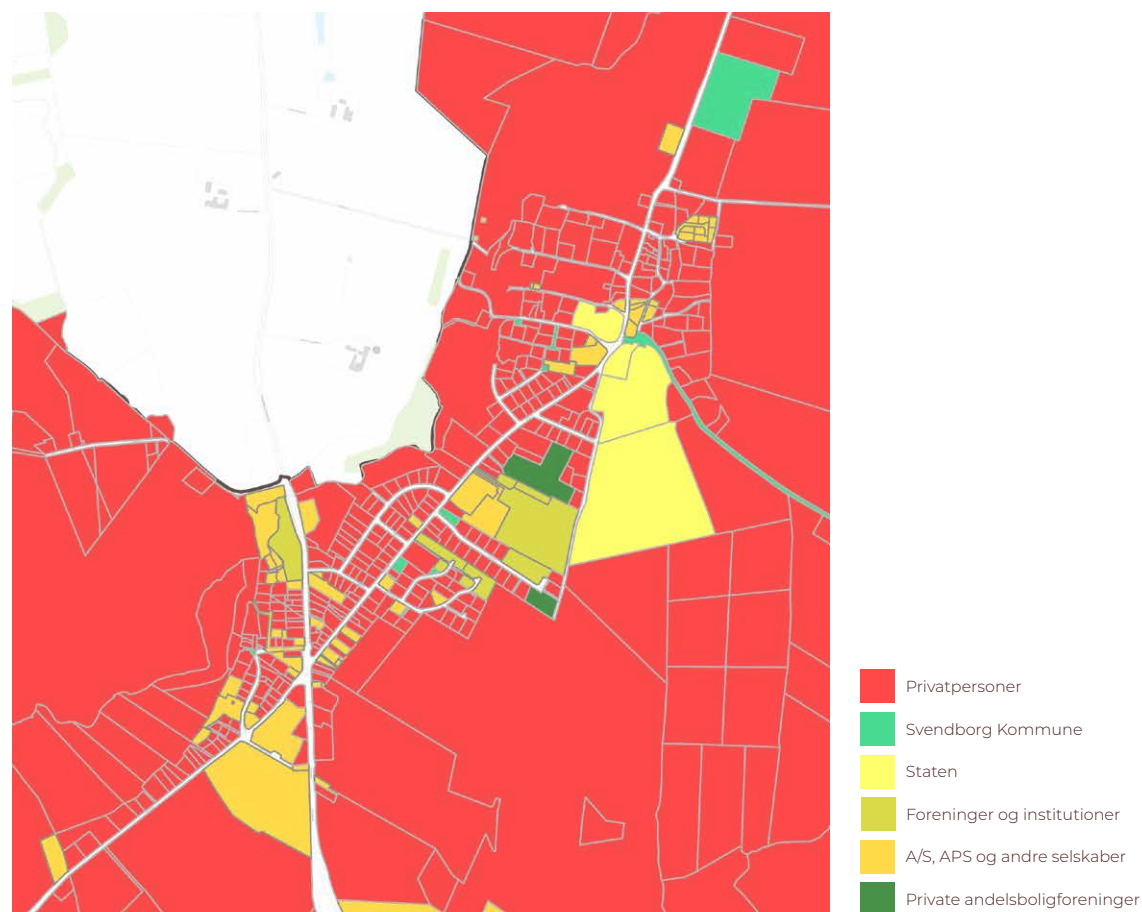 Privatpersoner
Svendborg Kommune
Staten
Foreninger og institutioner
A/S, APS og andre selskaber
Private andelsboligforeninger